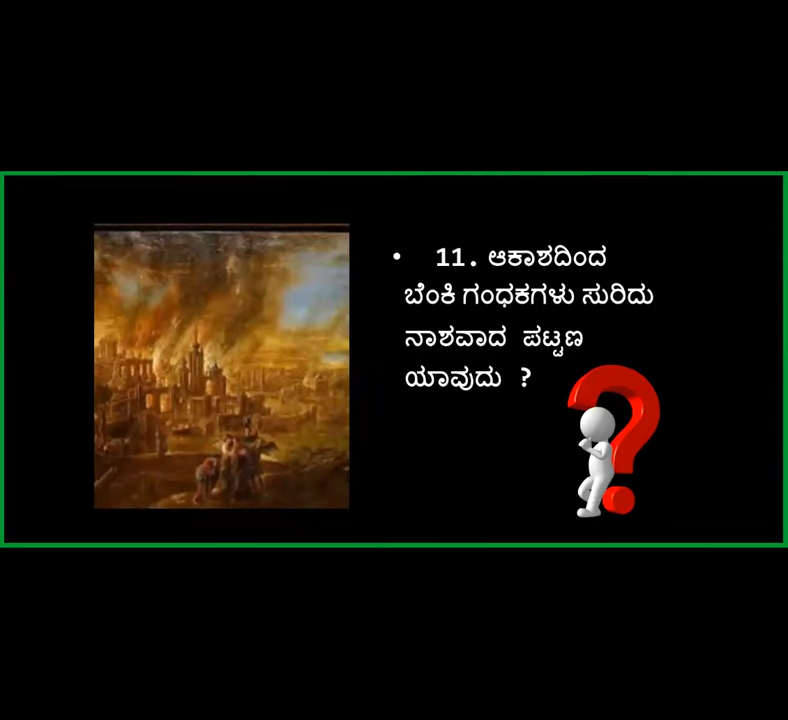 • 11. ಆಕಾಶದಿಂದ
ಬೆಂಕಿ ಗಂಧಕಗಳು ಸುರಿದು
ನಾಶವಾದ ಪಟ್ಟಣ
ಯಾವುದು ?